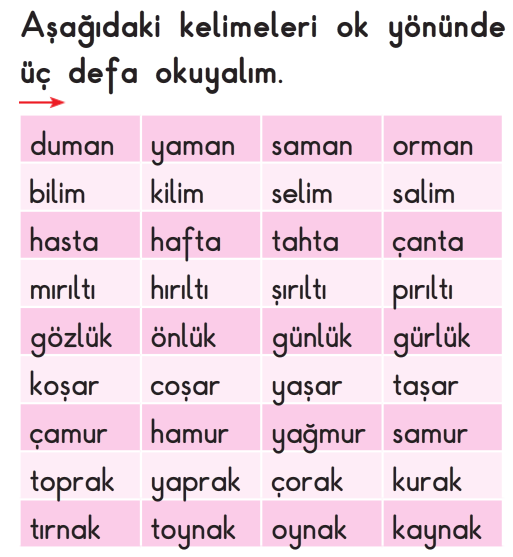 Aşağıdaki kelimeleri ok yönünde
üç defa okuyalım.
duman yaman saman orman
bilim kilim selim salim
hasta hafta tahta çanta
mırıltı hırıltı şırıltı pırıltı
gözlük önlük günlük gürlük
koşar coşar yaşar taşar
çamur hamur yağmur samur
toprak yaprak çorak kurak
tırnak toynak oynak kaynak